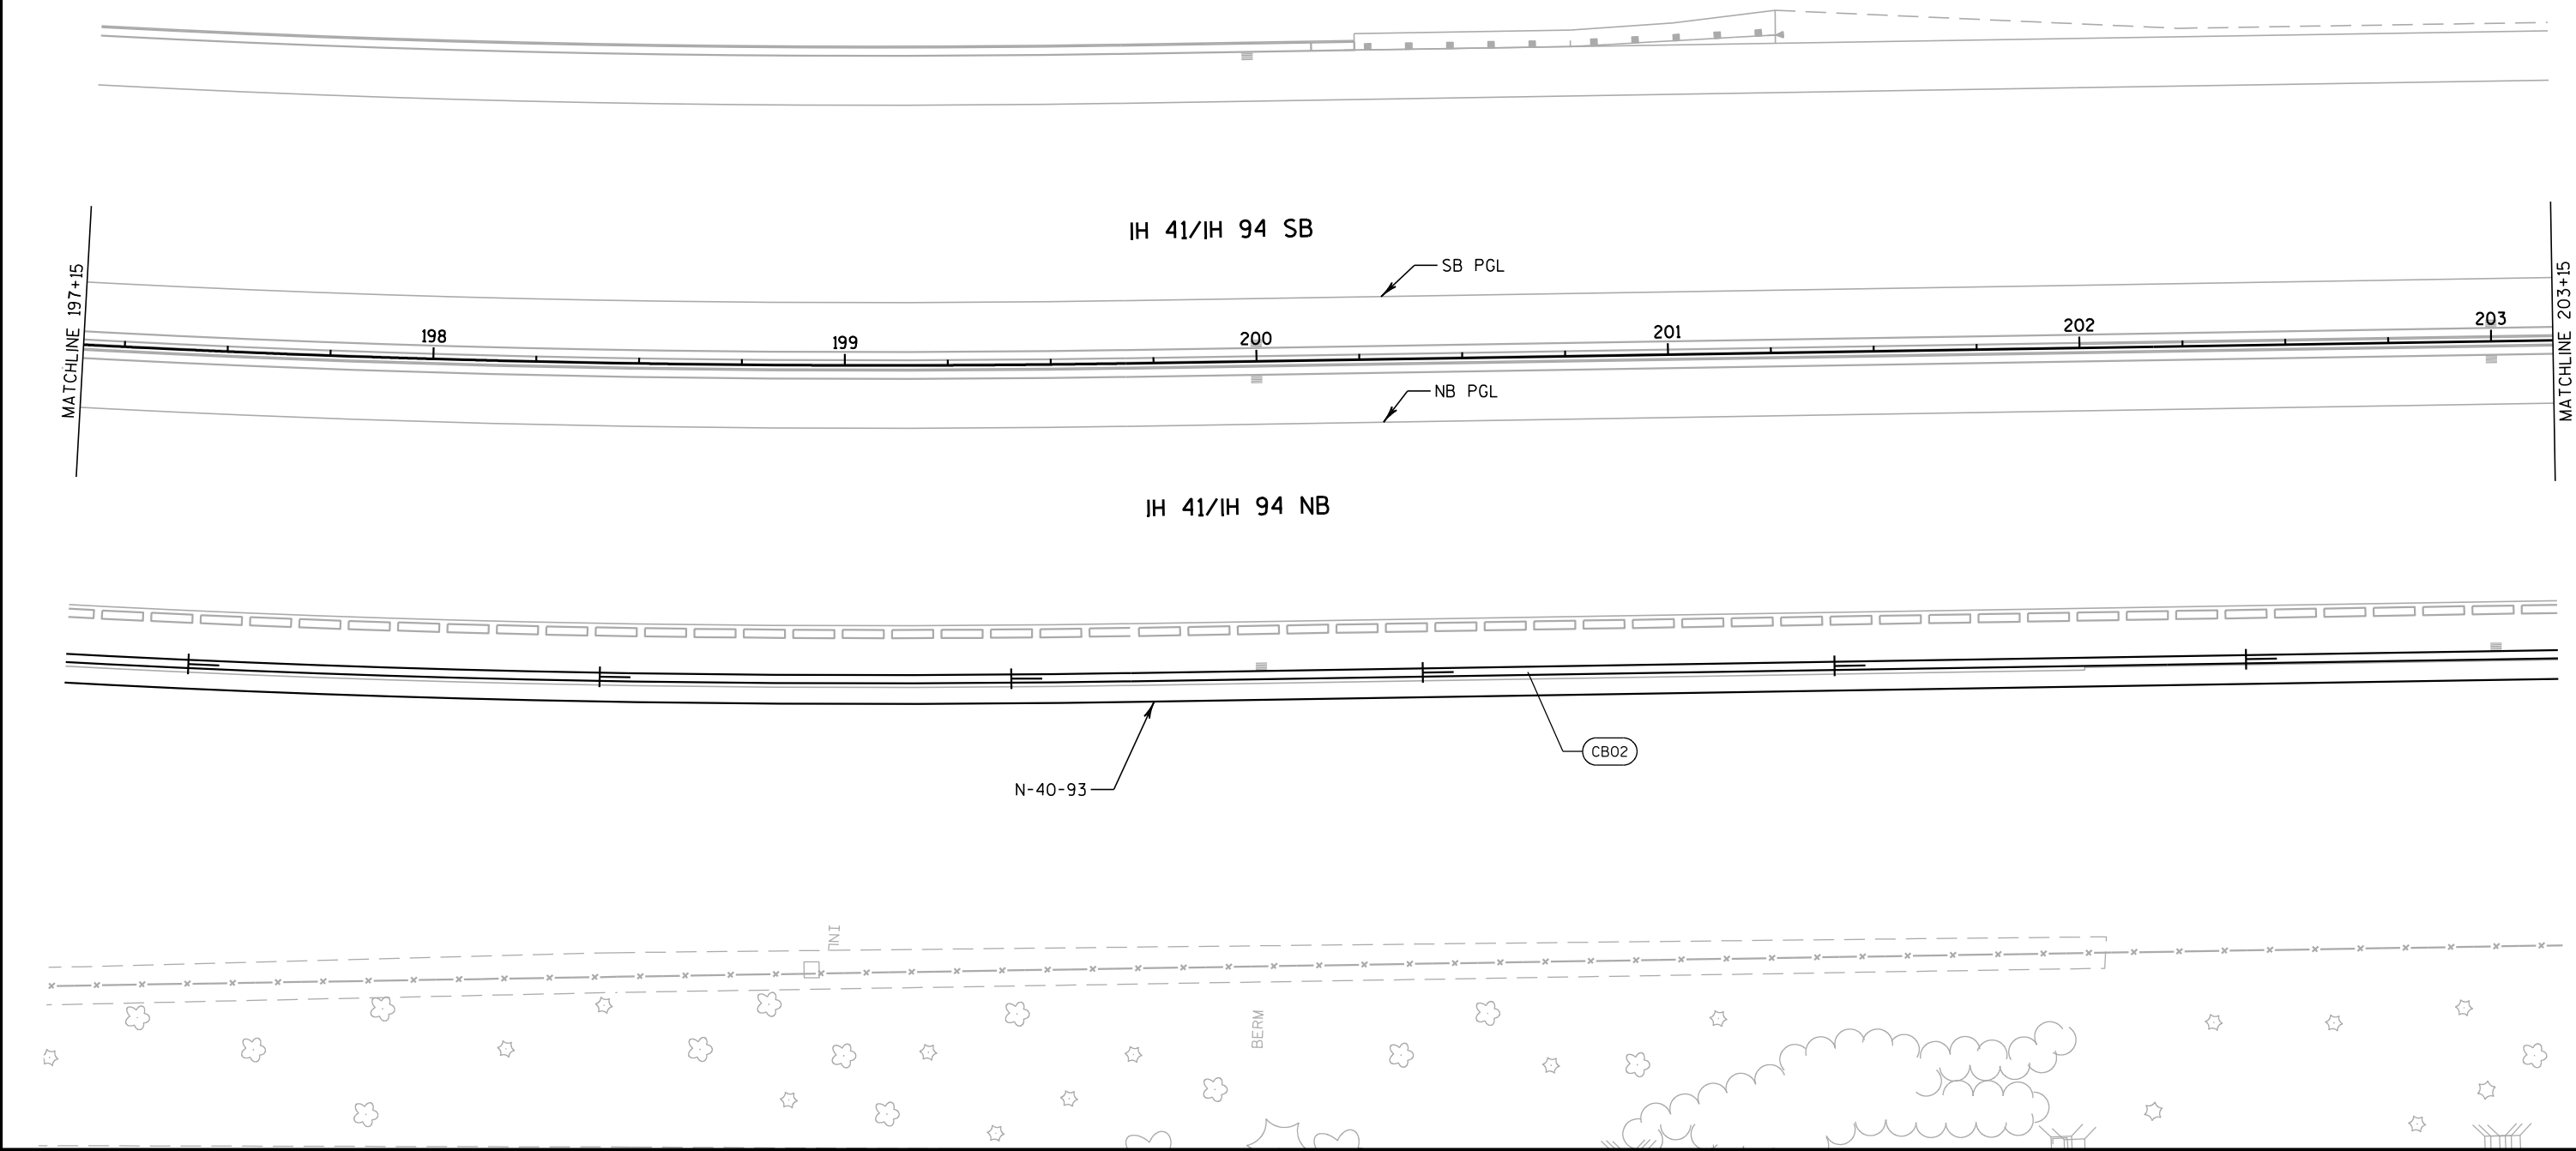 IH 41/IH 94 SB
SB PGL
MATCHLINE 197+15
198
199
200
201
202
203
MATCHLINE 203+15
NB PGL
IH 41/IH 94 NB
CB02
N-40-93
INL
BERM